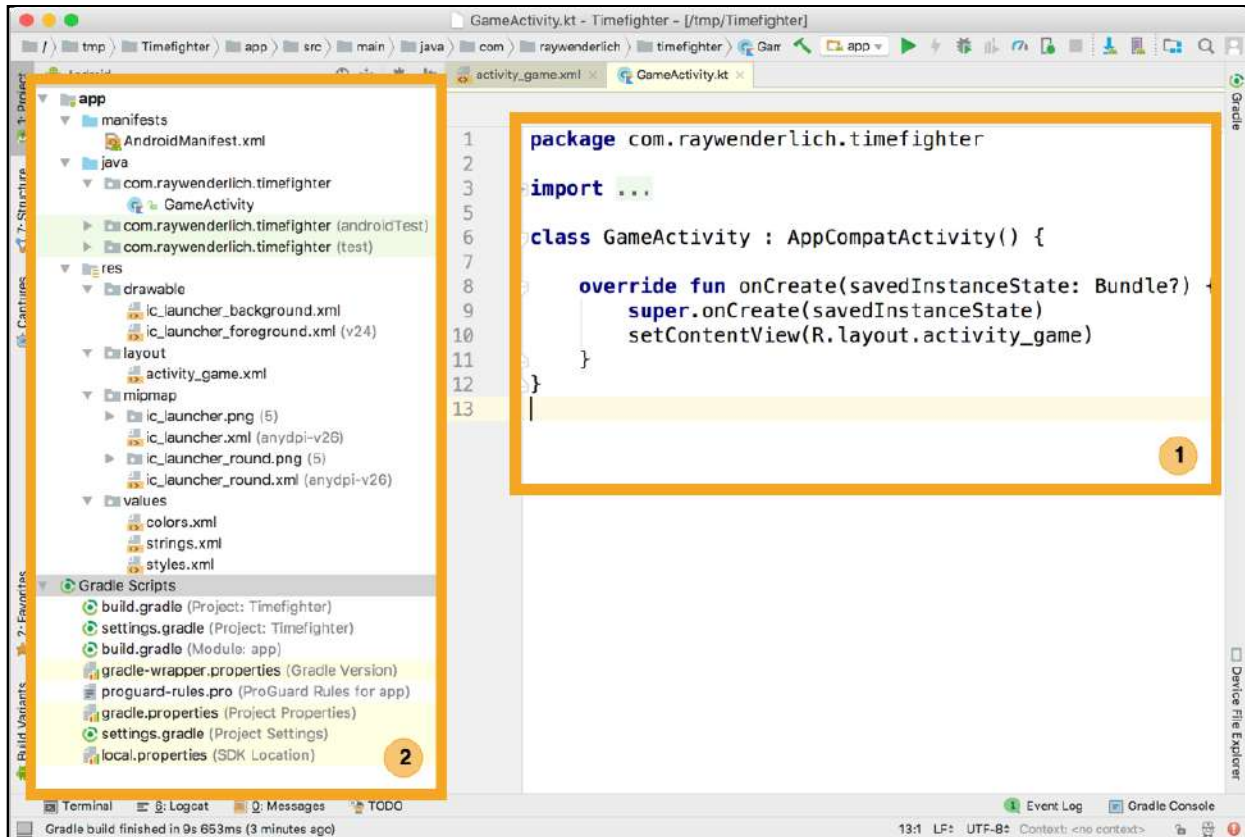 GameActivity.kt - Timefighter - [/tmp/Timefighter]
/ tmp Timefighter app src main java com raywenderlich timefighter Gam app
1: Project
7: Structure
Captures
2: Favorites
Build Variants
Android
app
manifests
AndroidManifest.xml
java
com.raywenderlich.timefighter
GameActivity
com.raywenderlich.timefighter (androidTest)
com.raywenderlich.timefighter (test)
res
drawable
ic_launcher_background.xml
ic_launcher_foreground.xml (v24)
layout
activity_game.xml
mipmap
ic_launcher.png (5)
ic_launcher.xml (anydpi-v26)
ic_launcher_round.png (5)
ic_launcher_round.xml (anydpi-v26)
values
colors.xml
strings.xml
styles.xml
Gradle Scripts
build.gradle (Project: Timefighter)
settings.gradle (Project: Timefighter)
build.gradle (Module: app)
gradle-wrapper.properties (Gradle Version)
proguard-rules.pro (ProGuard Rules for app)
gradle.properties (Project Properties)
settings.gradle (Project Settings)
local.properties (SDK Location)
2
activity_game.xml GameActivity.kt
1 package com.raywenderlich.timefighter
2
3 import ...
5
6 class GameActivity : AppCompatActivity() {
7
8 override fun onCreate(savedInstanceState: Bundle?) {
9 super.onCreate(savedInstanceState)
10 setContentView(R.layout.activity_game)
11 }
12 }
13
1
Gradle
Device File Explorer
Terminal 6: Logcat 0: Messages TODO 1 Event Log Gradle Console
Gradle build finished in 9s 653ms (3 minutes ago) 13:1 LF÷ UTF-8÷ Context: <no context>